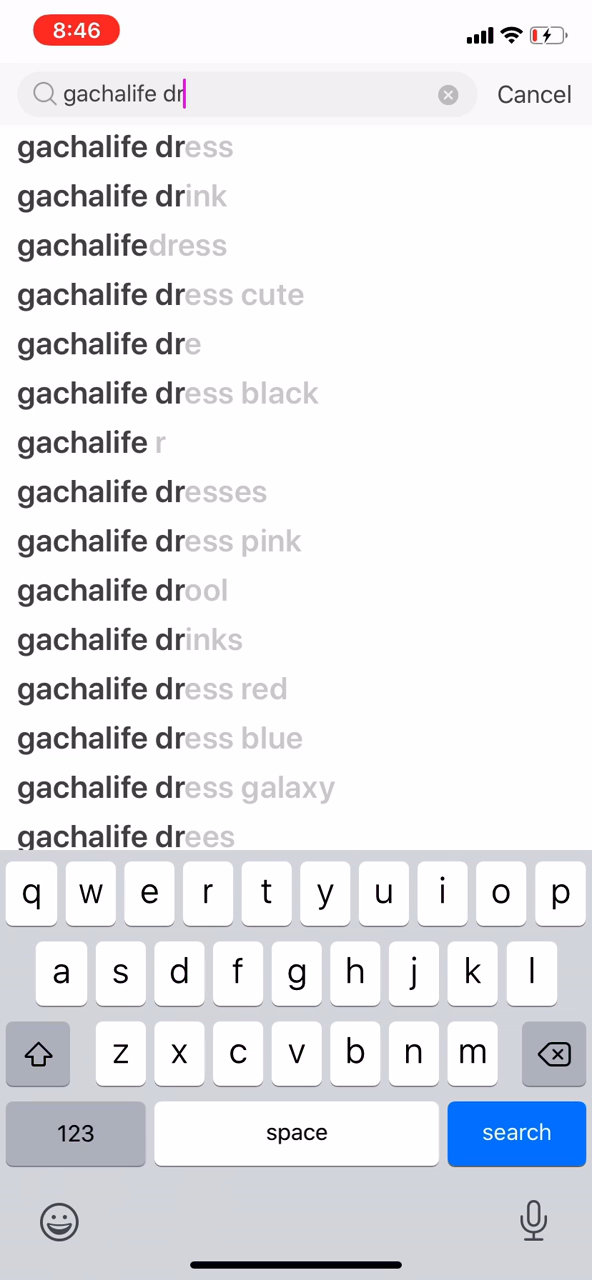 8:46
gachalife dr Cancel
gachalife dress
gachalife drink
gachalifedress
gachalife dress cute
gachalife dre
gachalife dress black
gachalife r
gachalife dresses
gachalife dress pink
gachalife drool
gachalife drinks
gachalife dress red
gachalife dress blue
gachalife dress galaxy
gachalife drees
q w e r t y u i o p
a s d f g h j k l
z x c v b n m
123 space search